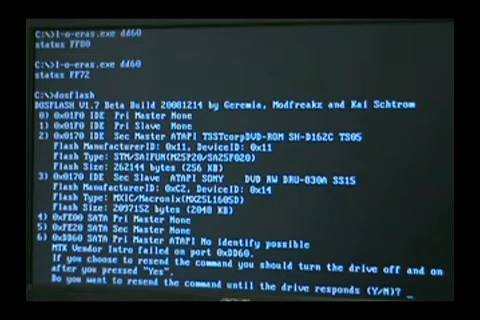 C:\>l-o-eras.exe dd60
status FF80
C:\>l-o-eras.exe dd60
status FF72
C:\>dosflash
DOSFLASH V1.7 Beta Build 20081214 by Geremia, Modfreakz and Kai Schtrom
0) 0x01F0 IDE Pri Master None
1) 0x01F0 IDE Pri Slave None
2) 0x0170 IDE Sec Master ATAPI TSSTcorpDVD-ROM SH-D162C TS05
Flash ManufacturerID: 0x11, DeviceID: 0x11
Flash Type: STM/SAIFUN(M25P20/SA25F020)
Flash Size: 262144 bytes (256 KB)
3) 0x0170 IDE Sec Slave ATAPI SONY DVD RW DRU-830A SS15
Flash ManufacturerID: 0xC2, DeviceID: 0x14
Flash Type: MXIC/Macronix(MX25L1605D)
Flash Size: 2097152 bytes (2048 KB)
4) 0xFE00 SATA Pri Master None
5) 0xFE20 SATA Sec Master None
6) 0xDD60 SATA Pri Master ATAPI No identify possible
MTK Vendor Intro failed on port 0xDD60.
If you choose to resend the command you should turn the drive off and on
after you pressed "Yes".
Do you want to resend the command until the drive responds (Y/N)? _